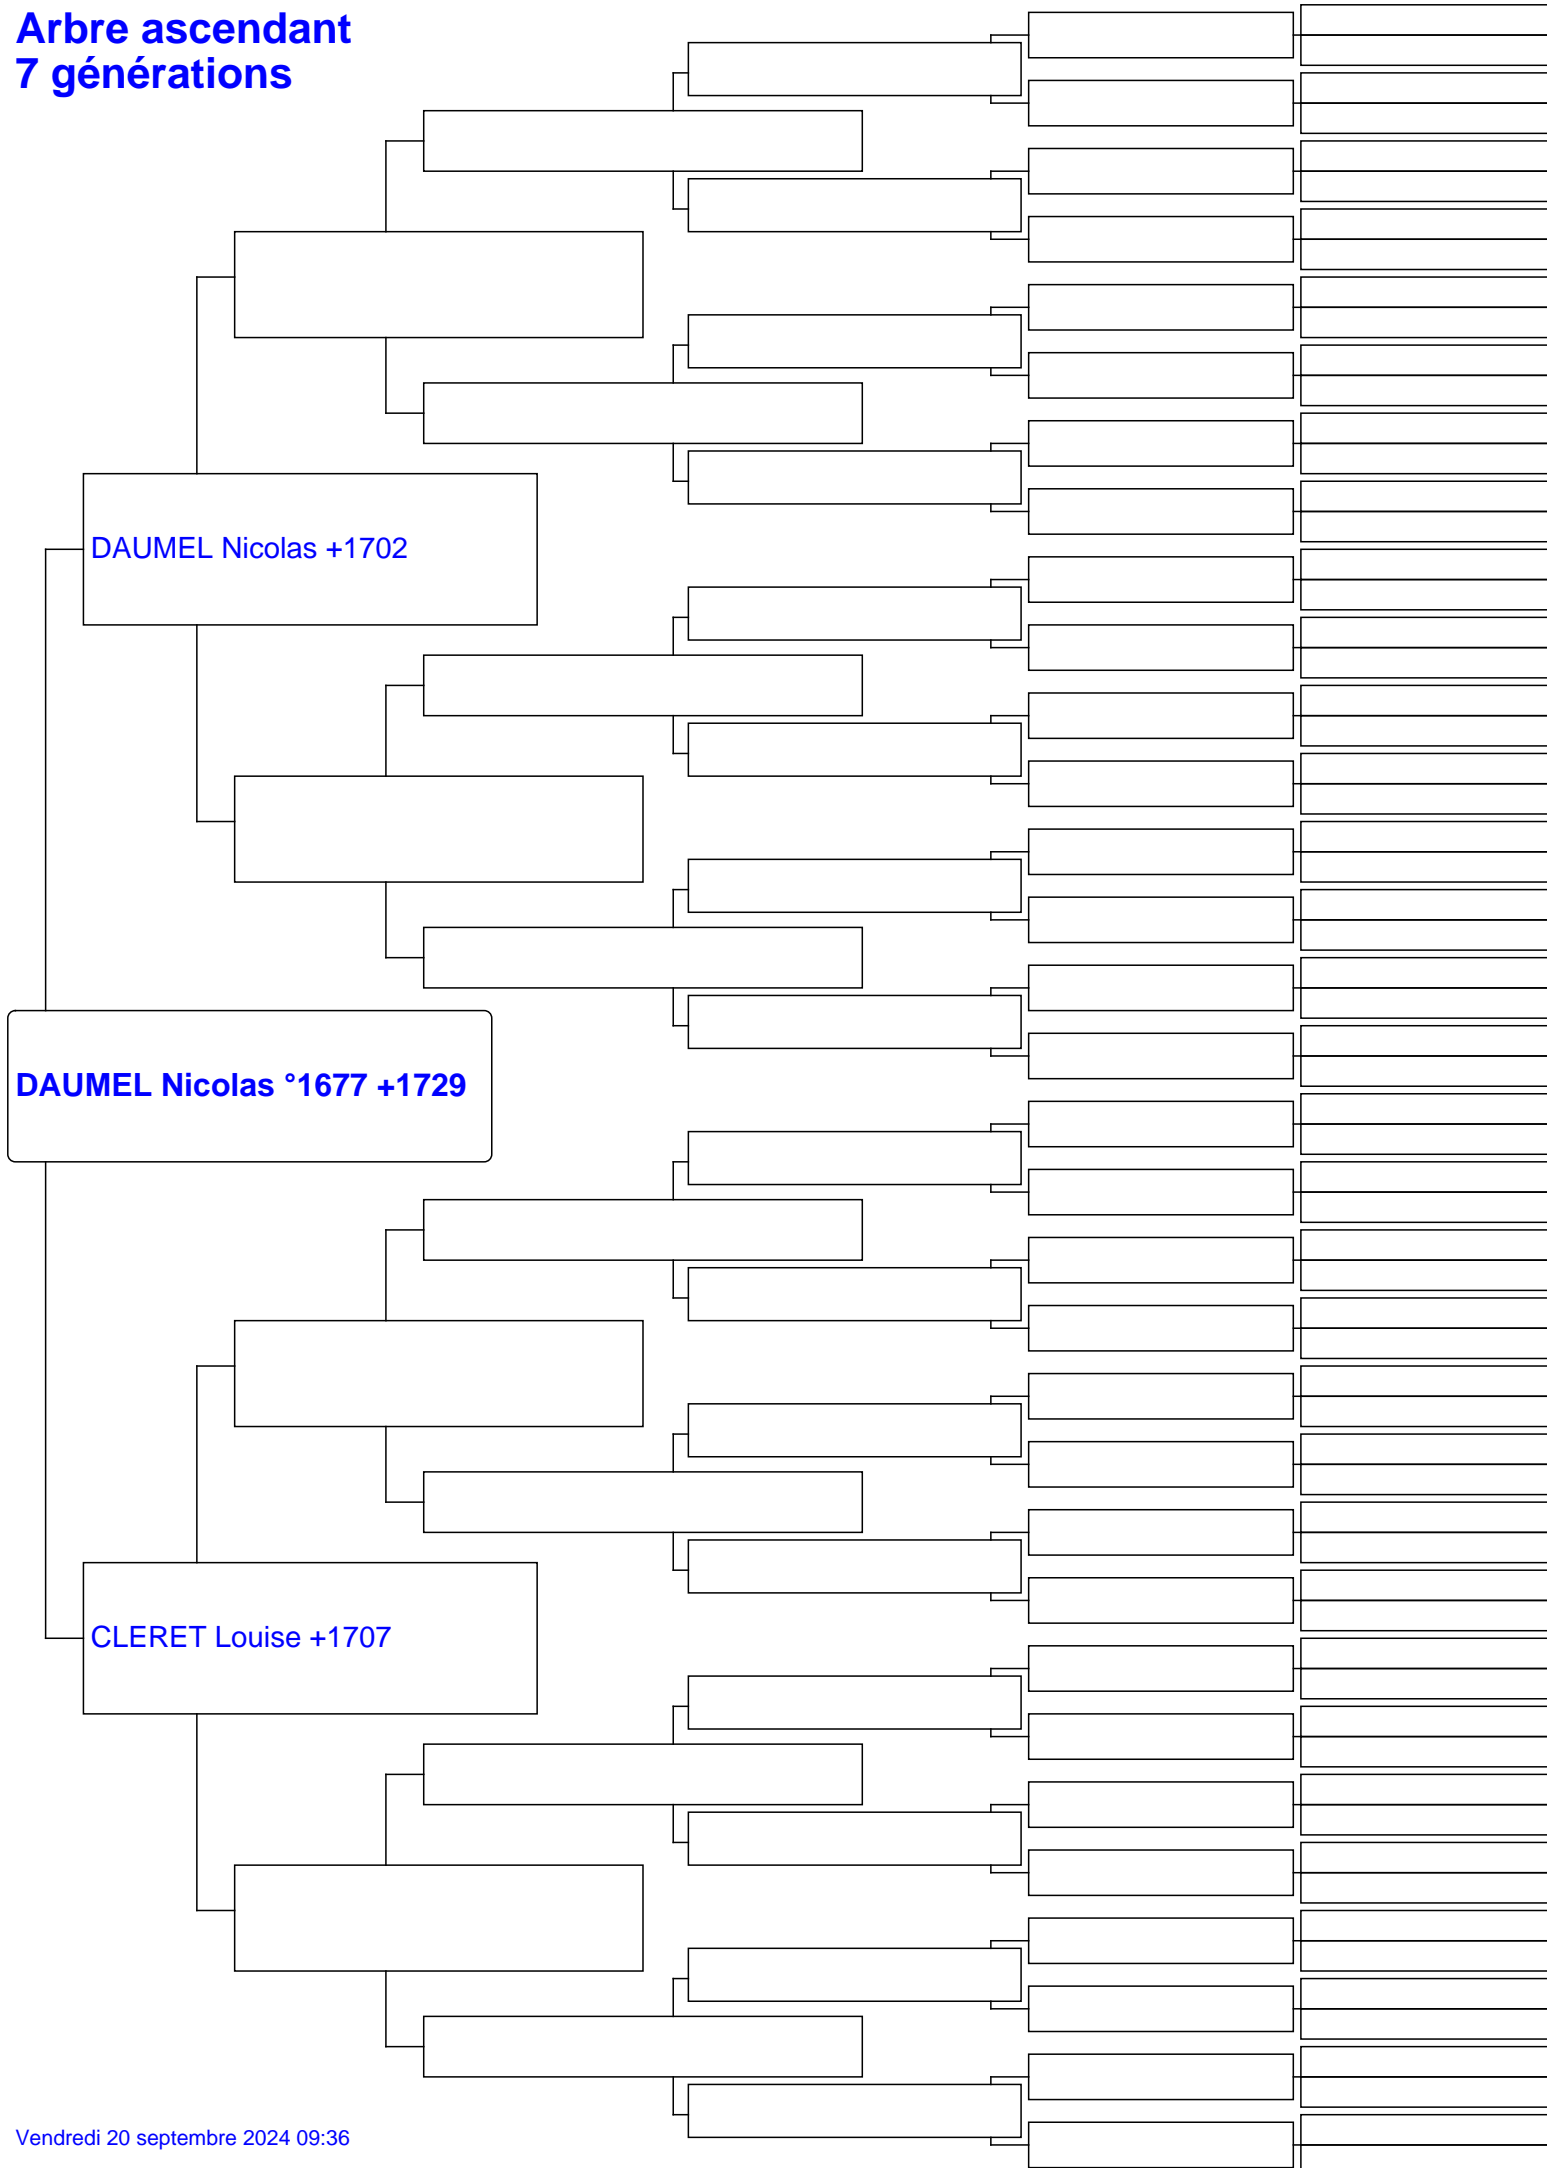 Arbre ascendant
7 générations
DAUMEL Nicolas +1702
DAUMEL Nicolas °1677 +1729
CLERET Louise +1707
Vendredi 20 septembre 2024 09:36